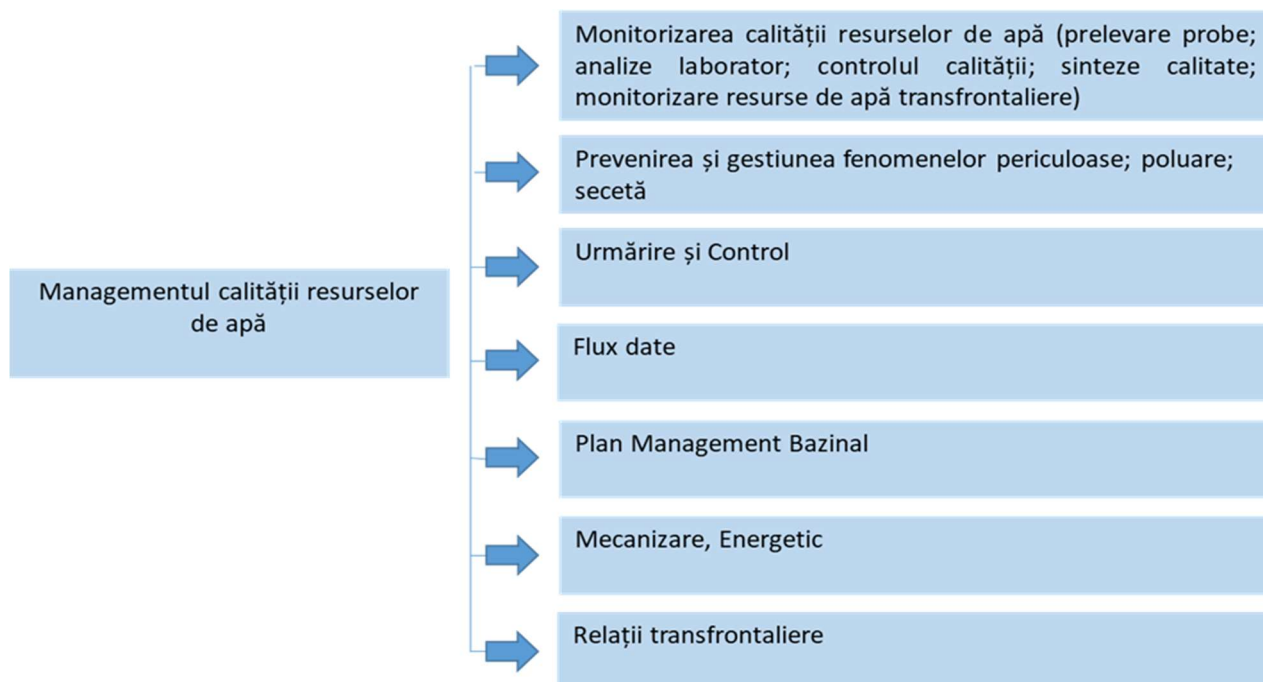 Monitorizarea calității resurselor de apă (prelevare probe;
analize laborator; controlul calității; sinteze calitate;
monitorizare resurse de apă transfrontaliere)
Prevenirea și gestiunea fenomenelor periculoase; poluare;
secetă
Urmărire și Control
Managementul calității resurselor
de apă
Flux date
Plan Management Bazinal
Mecanizare, Energetic
Relații transfrontaliere